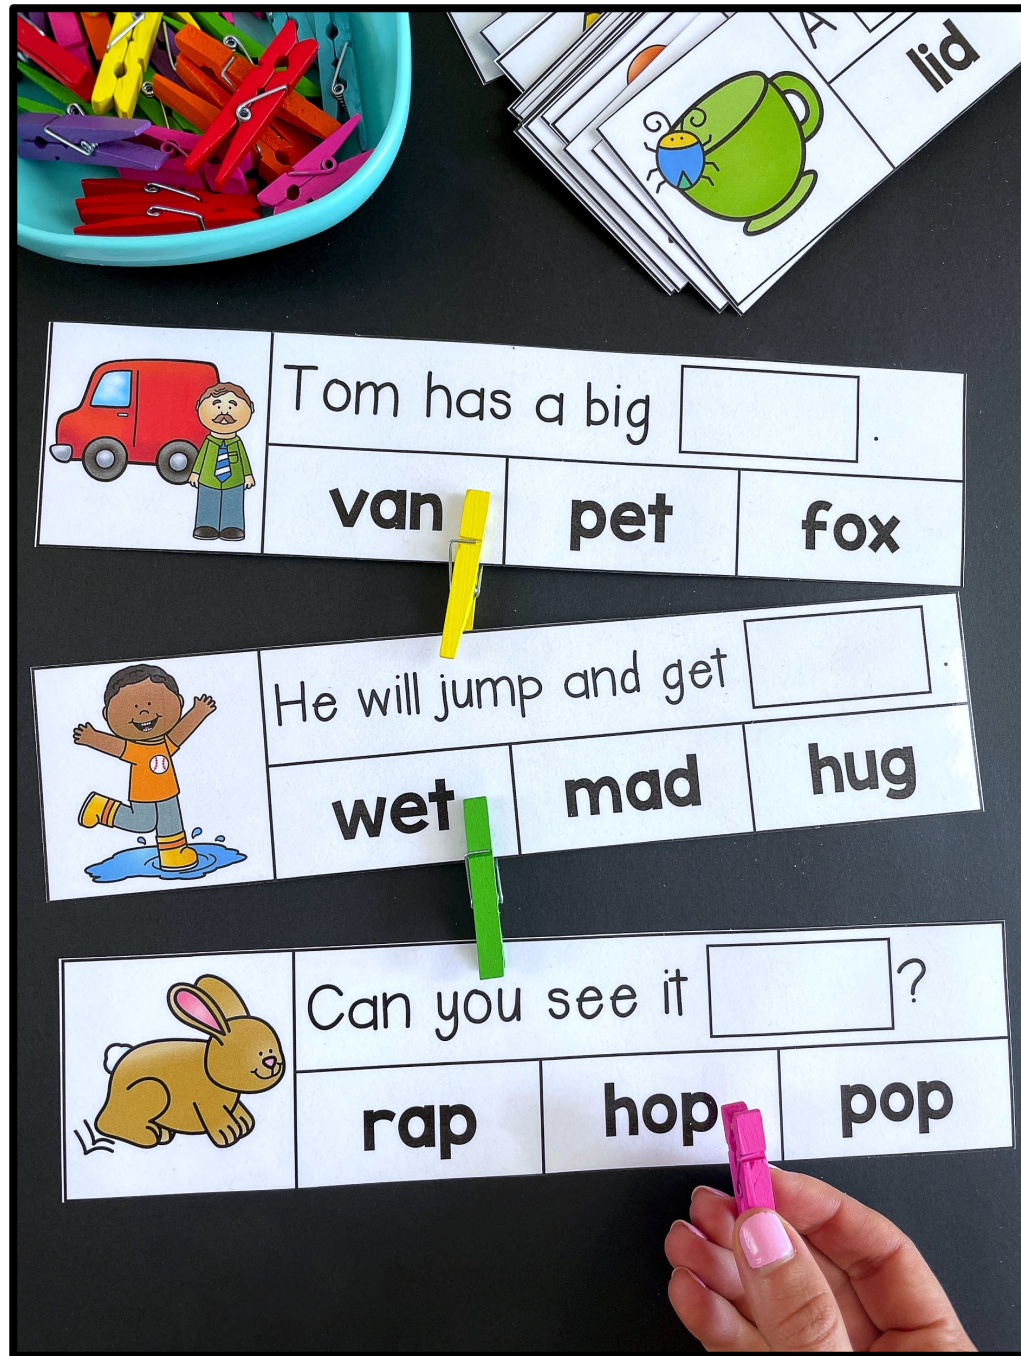 A
lid
Tom has a big .
van pet fox
He will jump and get .
wet mad hug
Can you see it ?
rap hop pop